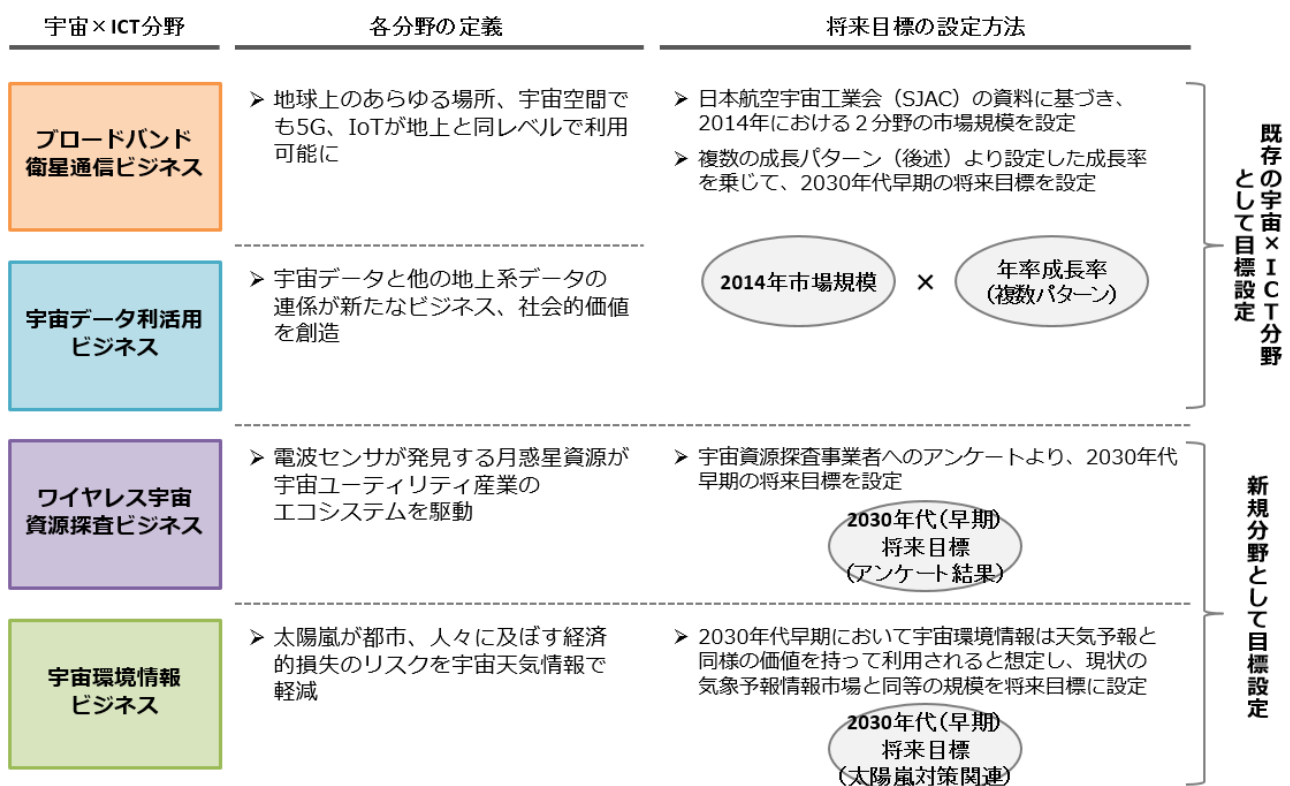 宇宙×ICT分野
各分野の定義
将来目標の設定方法
ブロードバンド
衛星通信ビジネス
➢ 地球上のあらゆる場所、宇宙空間で
も5G、IoTが地上と同レベルで利用
可能に
➢ 日本航空宇宙工業会（SJAC）の資料に基づき、
2014年における２分野の市場規模を設定
➢ 複数の成長パターン（後述）より設定した成長率
を乗じて、2030年代早期の将来目標を設定
宇宙データ利活用
ビジネス
➢ 宇宙データと他の地上系データの
連係が新たなビジネス、社会的価値
を創造
2014年市場規模
×
年率成長率
(複数パターン)
既存の宇宙×ICT分野
として目標設定
ワイヤレス宇宙
資源探査ビジネス
➢ 電波センサが発見する月惑星資源が
宇宙ユーティリティ産業の
エコシステムを駆動
➢ 宇宙資源探査事業者へのアンケートより、2030年代
早期の将来目標を設定
2030年代(早期)
将来目標
(アンケート結果)
宇宙環境情報
ビジネス
➢ 太陽嵐が都市、人々に及ぼす経済
的損失のリスクを宇宙天気情報で
軽減
➢ 2030年代早期において宇宙環境情報は天気予報と
同様の価値を持って利用されると想定し、現状の
気象予報情報市場と同等の規模を将来目標に設定
2030年代(早期)
将来目標
(太陽嵐対策関連)
新規分野として目標設定